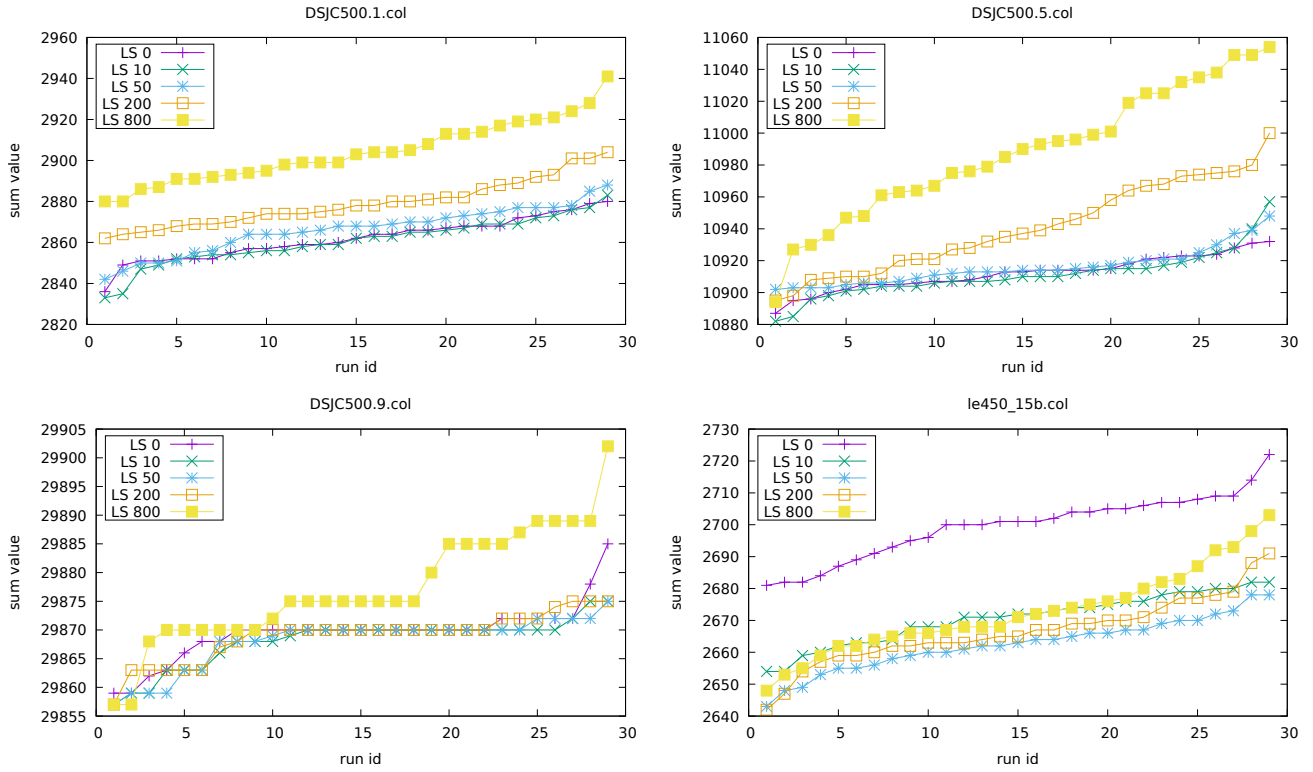 DSJC500.1.col
sum value
2960
2940
2920
2900
2880
2860
2840
2820
LS 0
LS 10
LS 50
LS 200
LS 800
0 5 10 15 20 25 30
run id
DSJC500.5.col
sum value
11060
11040
11020
11000
10980
10960
10940
10920
10900
10880
LS 0
LS 10
LS 50
LS 200
LS 800
0 5 10 15 20 25 30
run id
DSJC500.9.col
sum value
29905
29900
29895
29890
29885
29880
29875
29870
29865
29860
29855
LS 0
LS 10
LS 50
LS 200
LS 800
0 5 10 15 20 25 30
run id
le450_15b.col
sum value
2730
2720
2710
2700
2690
2680
2670
2660
2650
2640
LS 0
LS 10
LS 50
LS 200
LS 800
0 5 10 15 20 25 30
run id